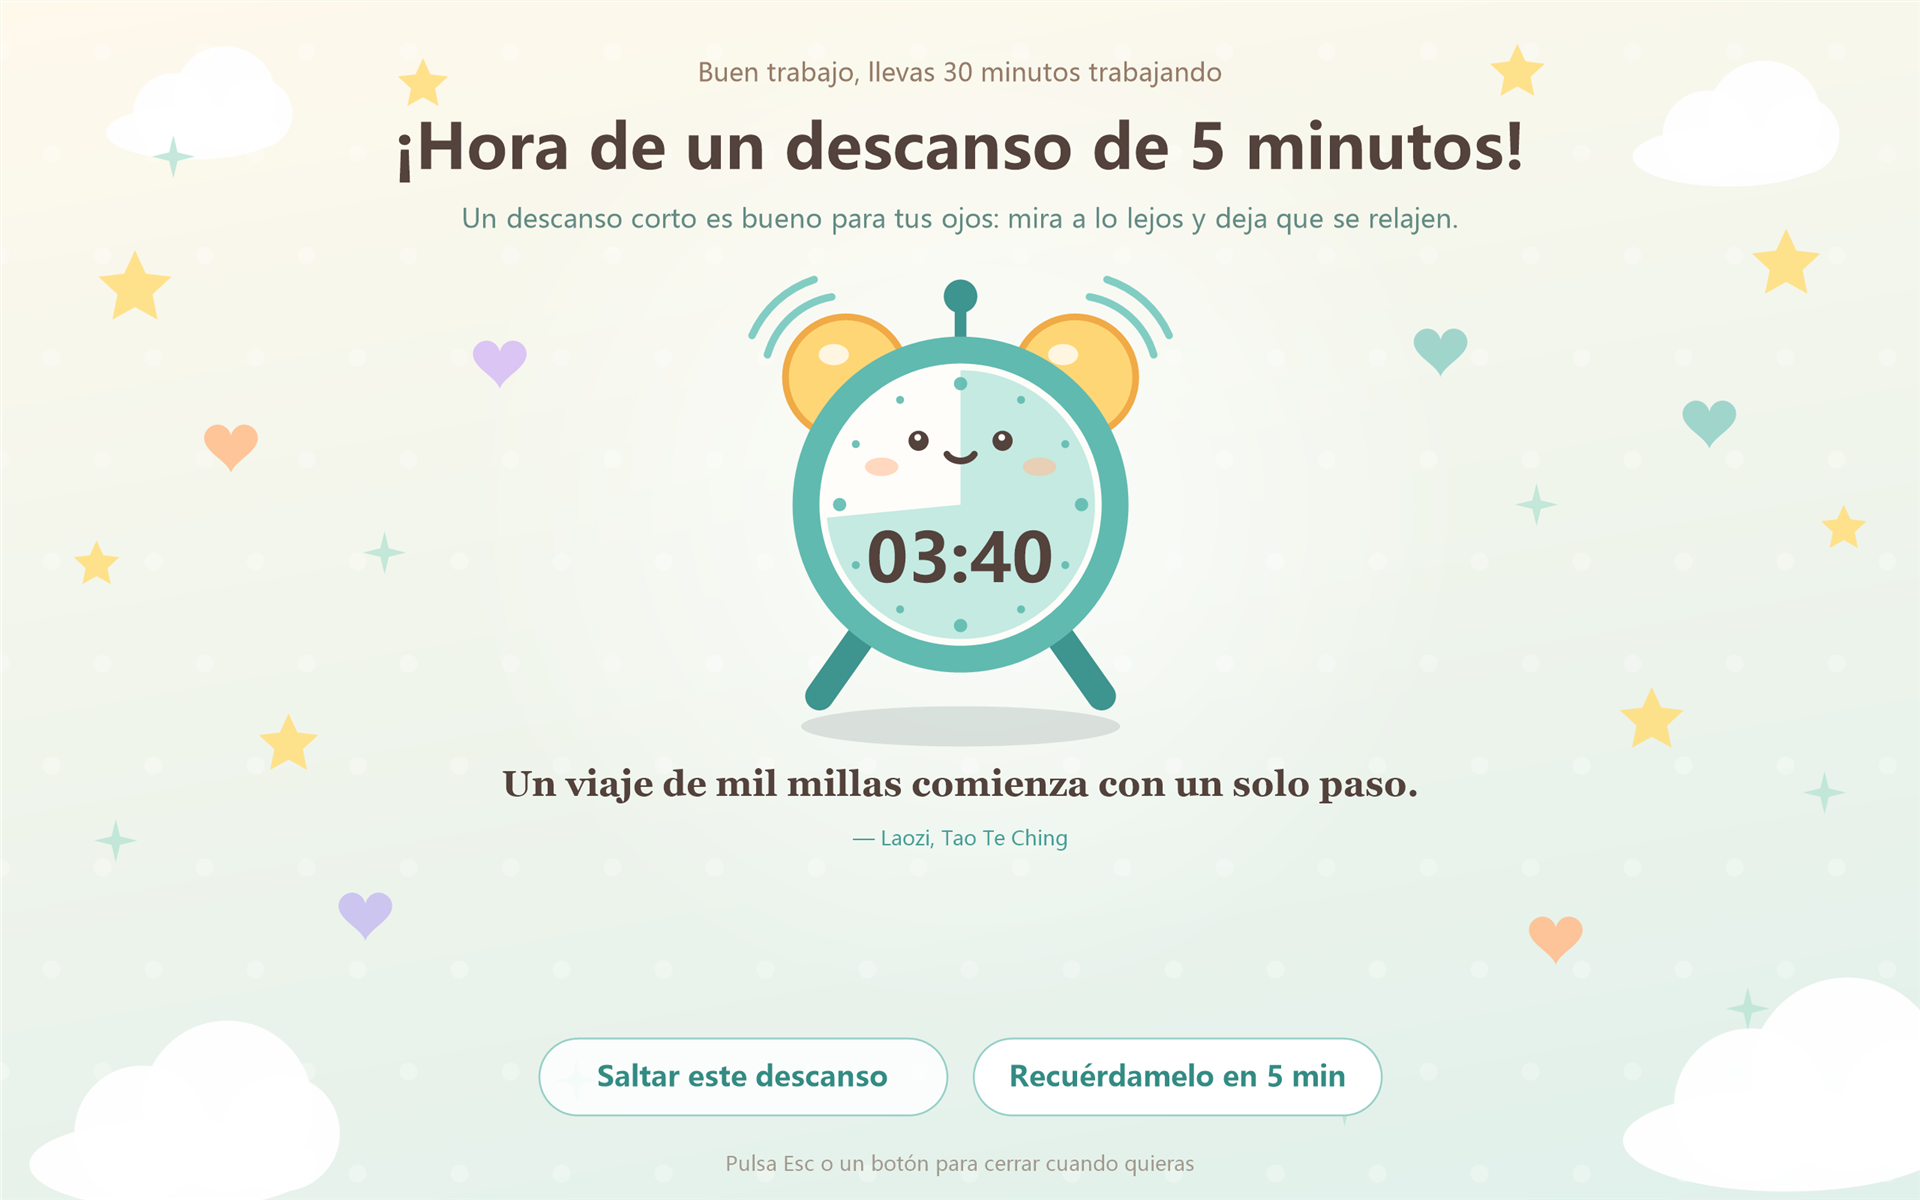 Buen trabajo, llevas 30 minutos trabajando
¡Hora de un descanso de 5 minutos!
Un descanso corto es bueno para tus ojos: mira a lo lejos y deja que se relajen.
03:40
Un viaje de mil millas comienza con un solo paso.
— Laozi, Tao Te Ching
Saltar este descanso
Recuérdamelo en 5 min
Pulsa Esc o un botón para cerrar cuando quieras